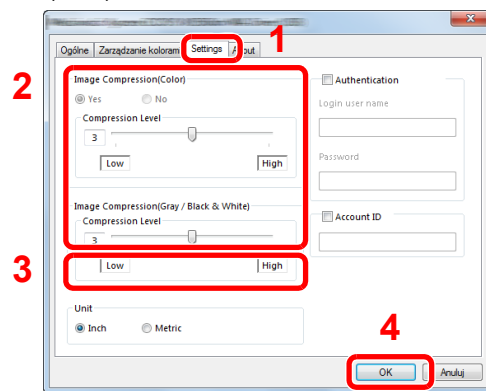 1
Ogólne Zarządzanie kolorami Settings About
2
Image Compression(Color)
Yes No
Compression Level
3
Low High
Image Compression(Gray / Black & White)
Compression Level
3
3
Low High
Unit
Inch Metric
Authentication
Login user name
Password
Account ID
4
OK Anuluj